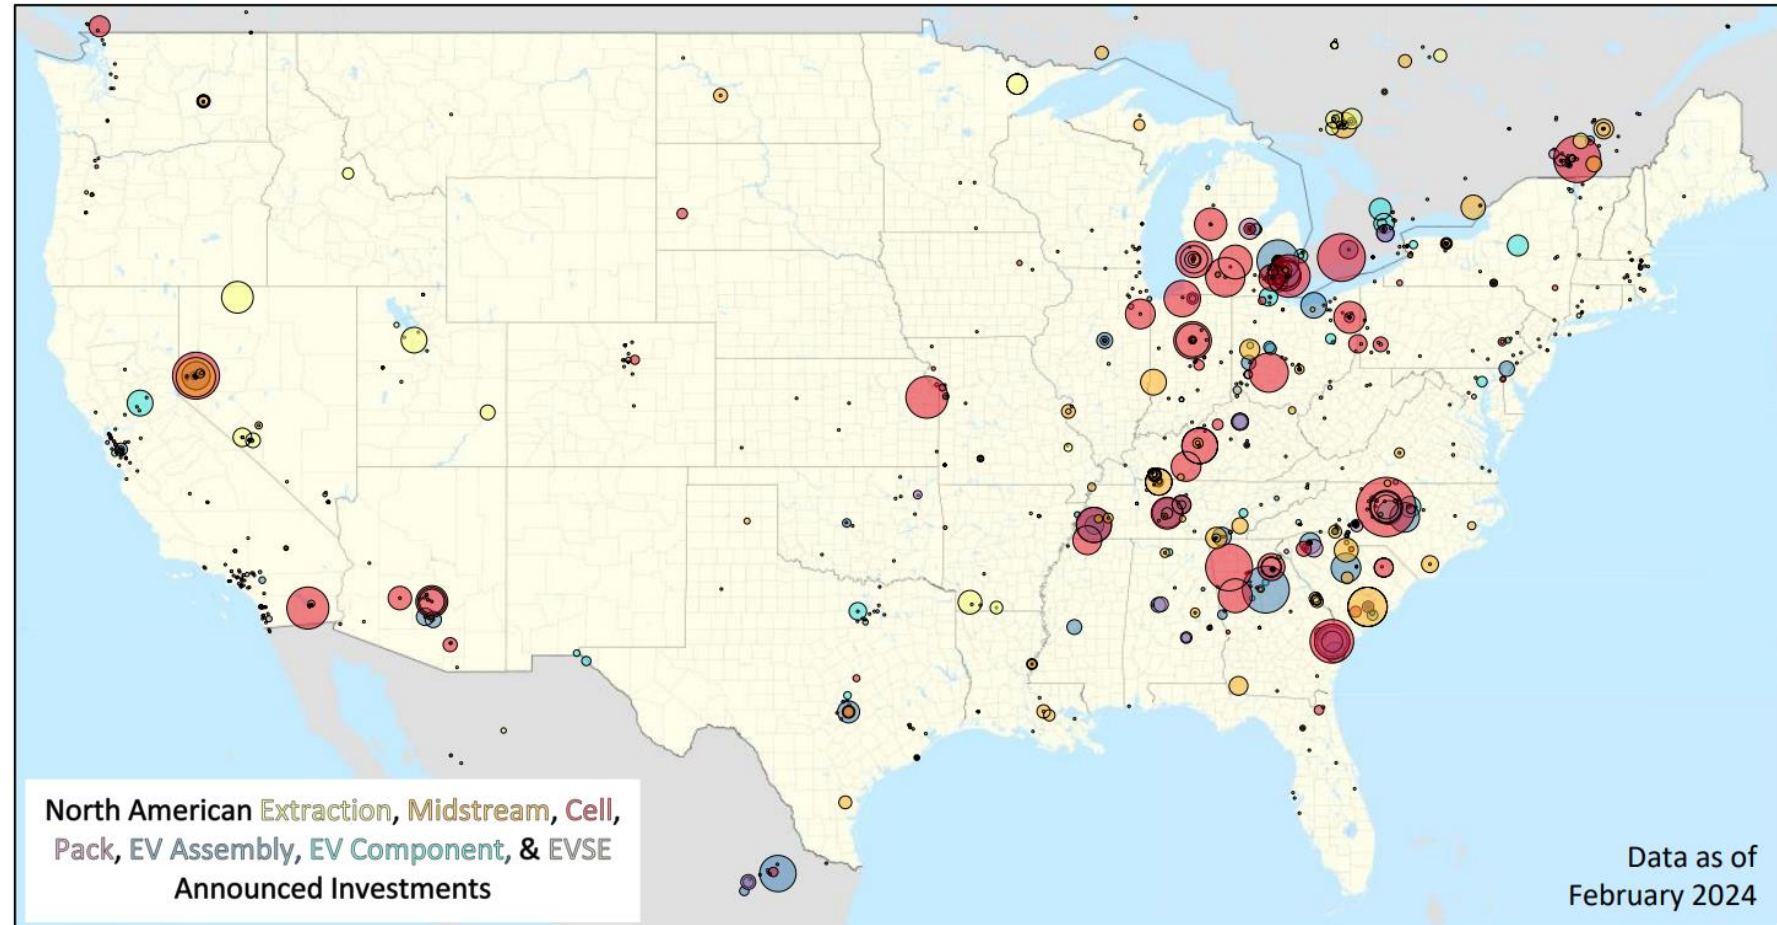 North American Extraction, Midstream, Cell,
Pack, EV Assembly, EV Component, & EVSE
Announced Investments
Data as of
February 2024